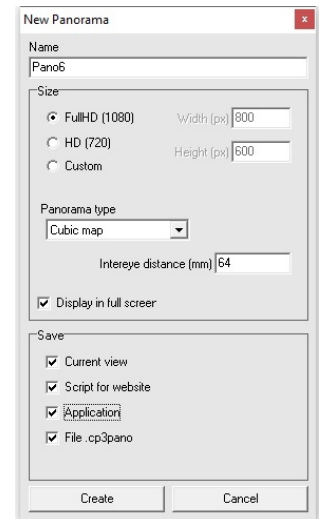 New Panorama x
Name
Pano6
Size
FullHD (1080)
Width (px) 800
HD (720)
Height (px) 600
Custom
Panorama type
Cubic map
Intereye distance (mm) 64
Display in full screer
Save
Current view
Script for website
Application
File .cp3pano
Create Cancel